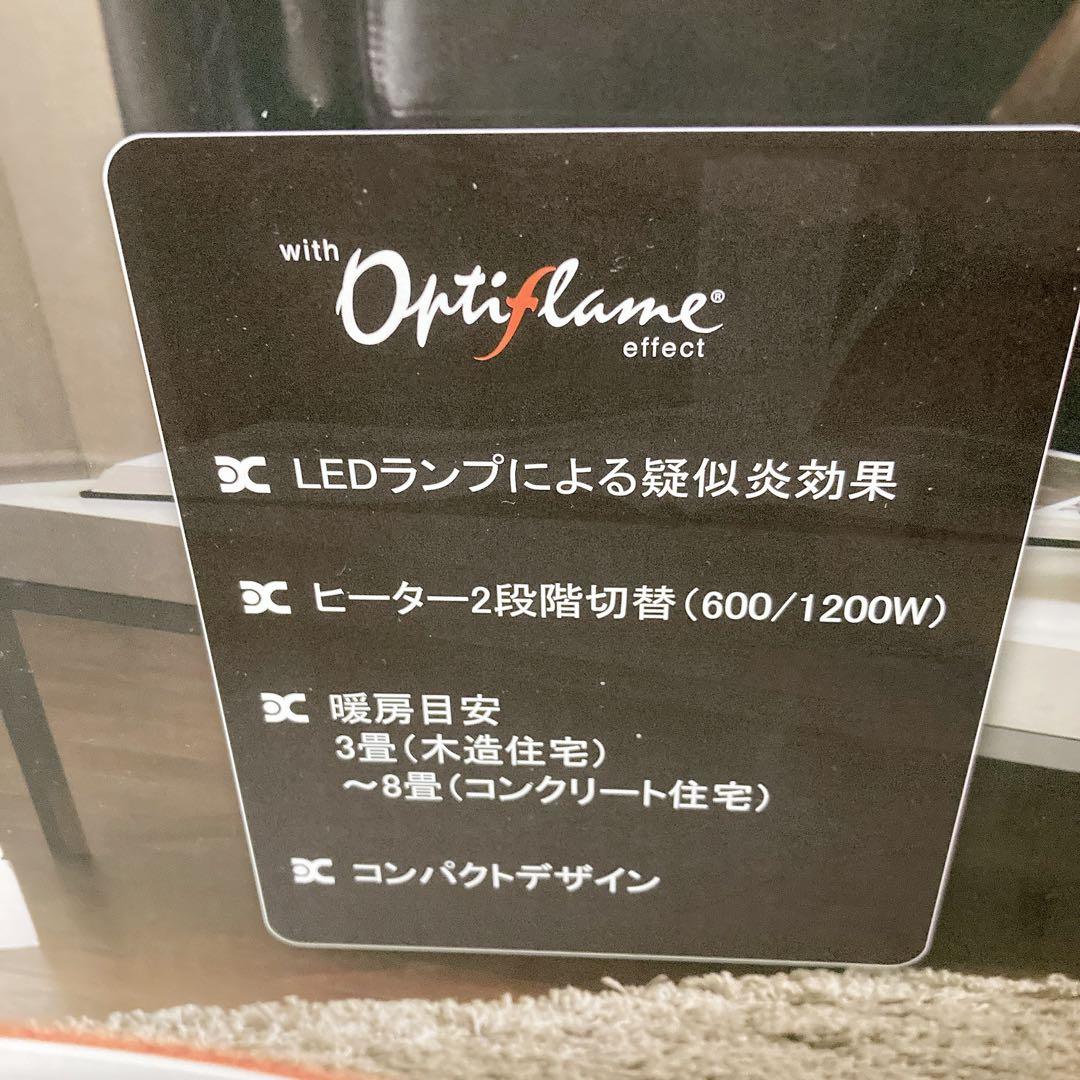 with
Optiflame®
effect
LEDランプによる疑似炎効果
ヒーター2段階切替(600/1200W)
暖房目安
3畳(木造住宅)
～8畳(コンクリート住宅)
コンパクトデザイン